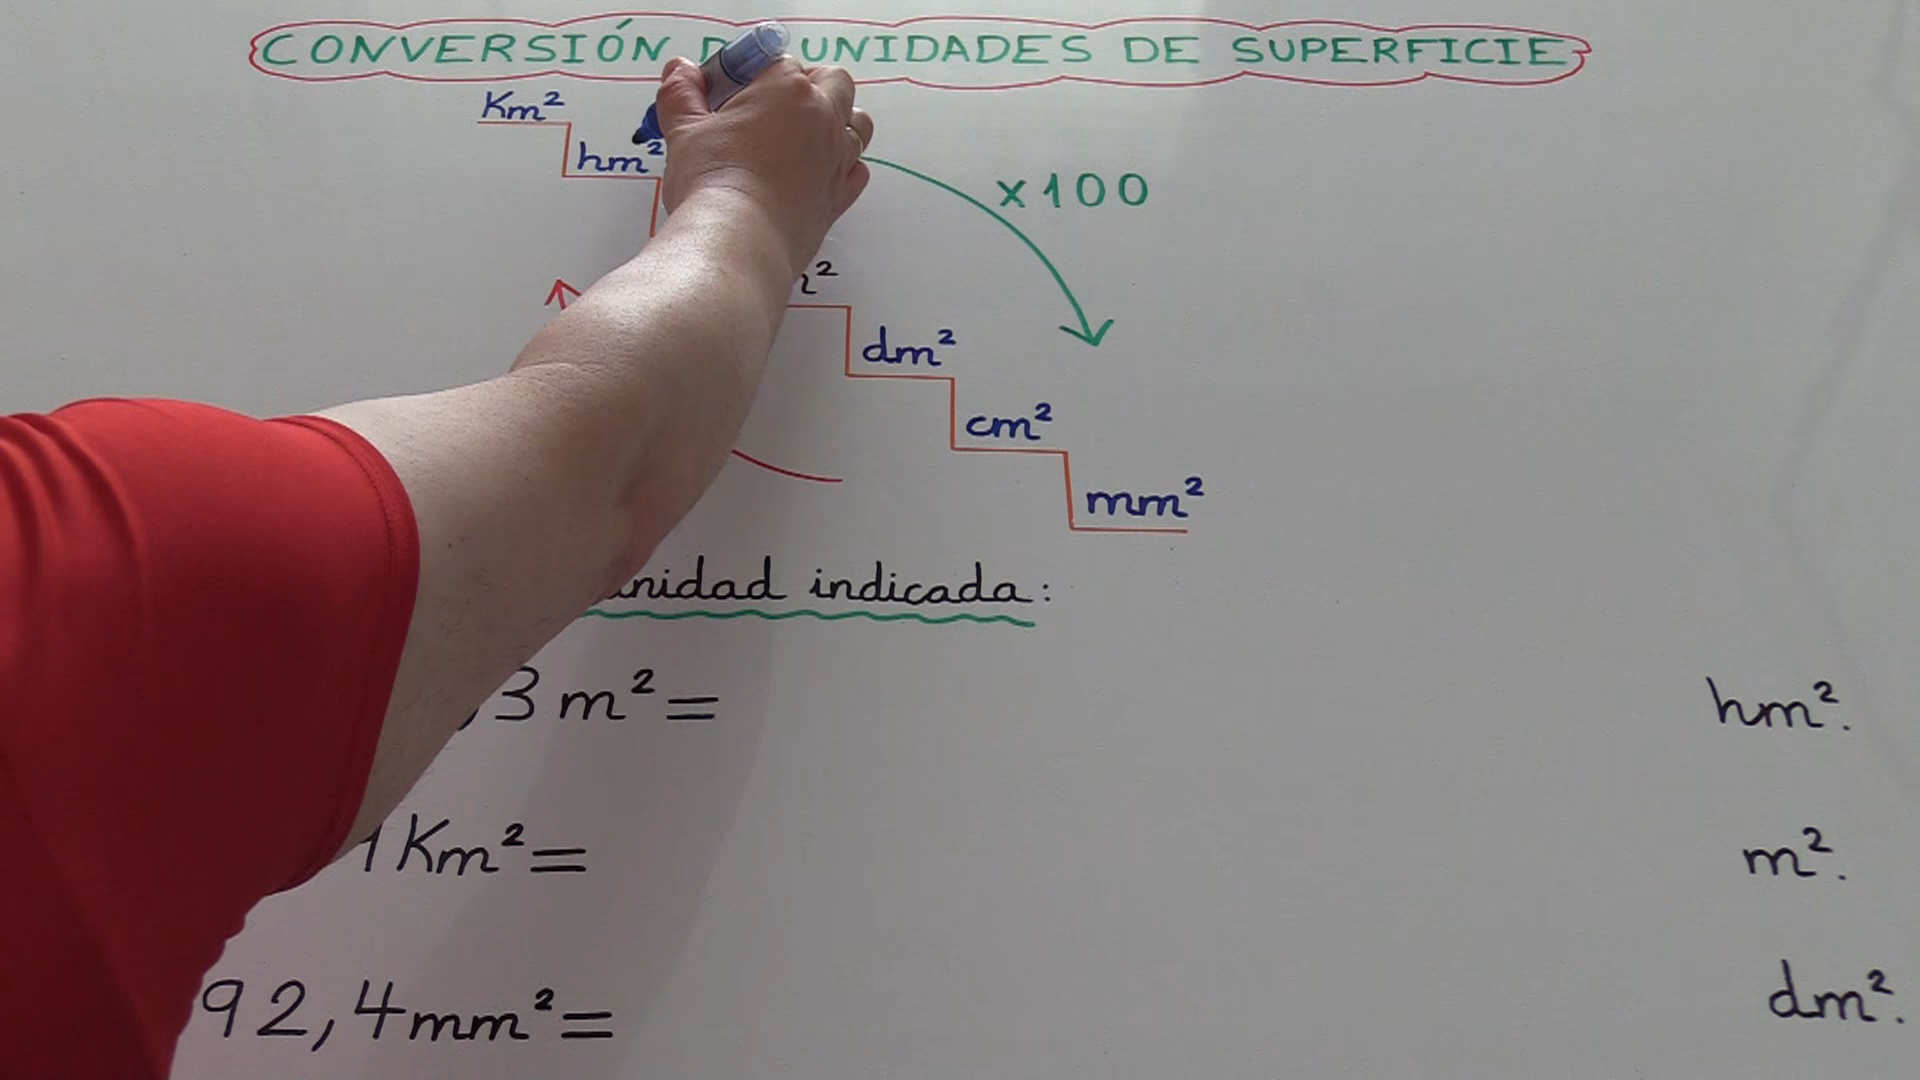 CONVERSIÓN D UNIDADES DE SUPERFICIE
Km²
hm²
x100
dm²
cm²
mm²
indicada:
,3 m² = hm².
1 Km² = m².
92,4 mm² = dm².